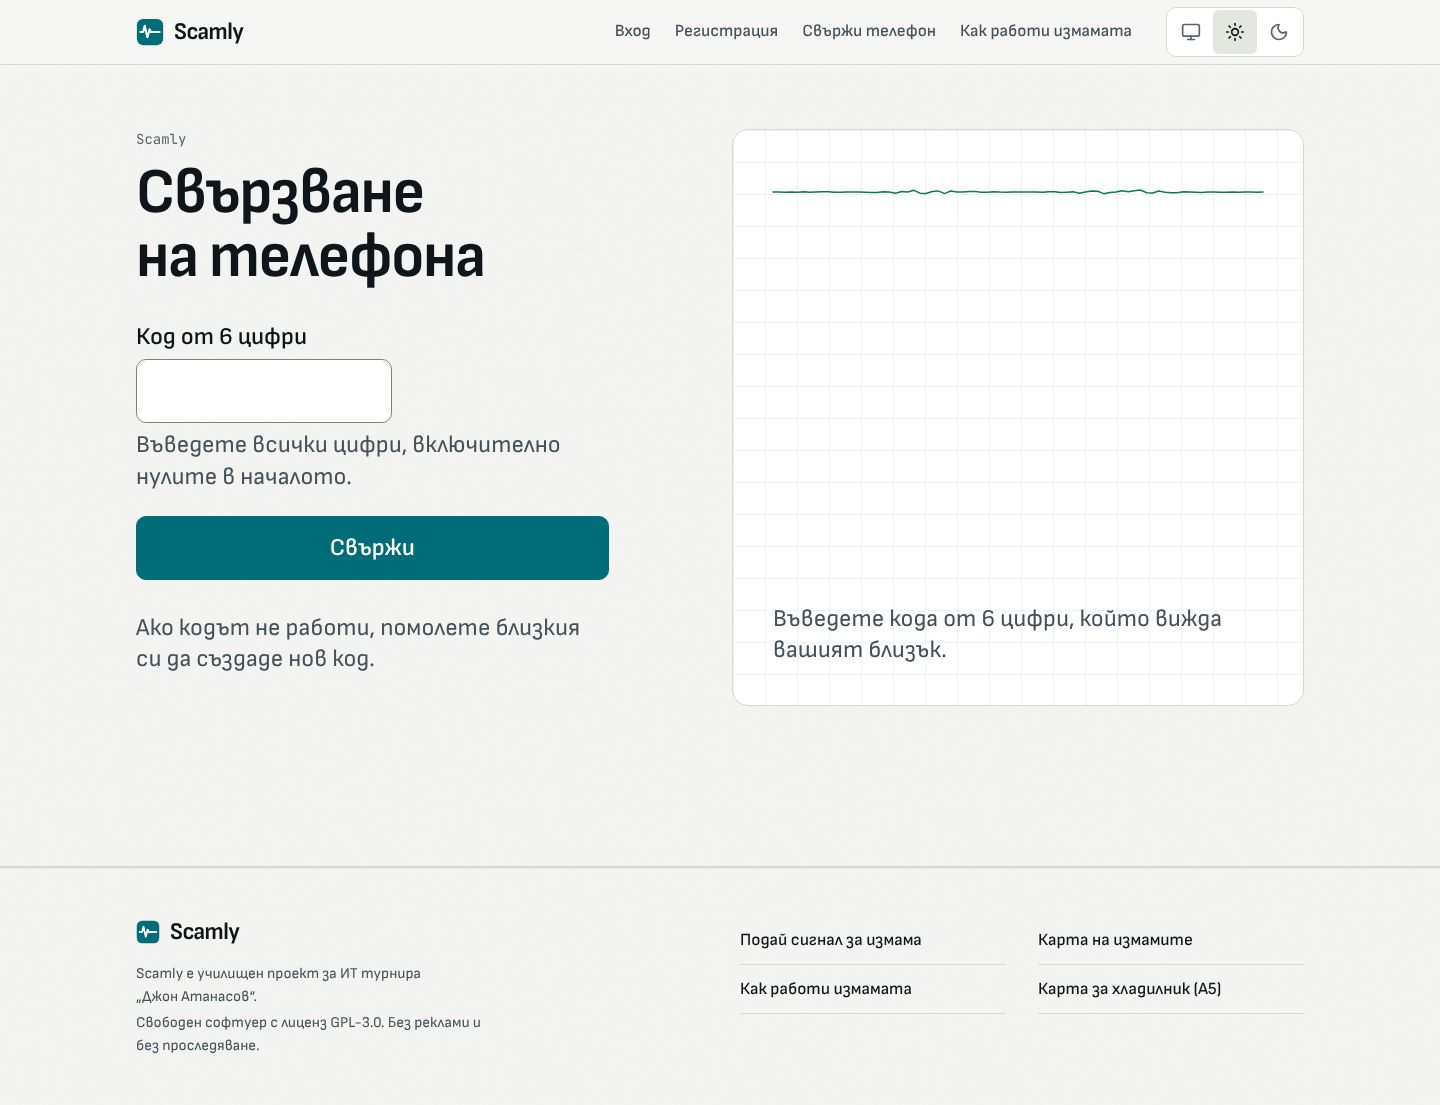 Scamly
Вход
Регистрация
Свържи телефон
Как работи измамата
Scamly
Свързване
на телефона
Код от 6 цифри
Въведете всички цифри, включително
нулите в началото.
Свържи
Ако кодът не работи, помолете близкия
си да създаде нов код.
Въведете кода от 6 цифри, който вижда
вашият близък.
Scamly
Scamly е училищен проект за ИТ турнира
„Джон Атанасов“.
Свободен софтуер с лиценз GPL-3.0. Без реклами и
без проследяване.
Подай сигнал за измама
Карта на измамите
Как работи измамата
Карта за хладилник (A5)